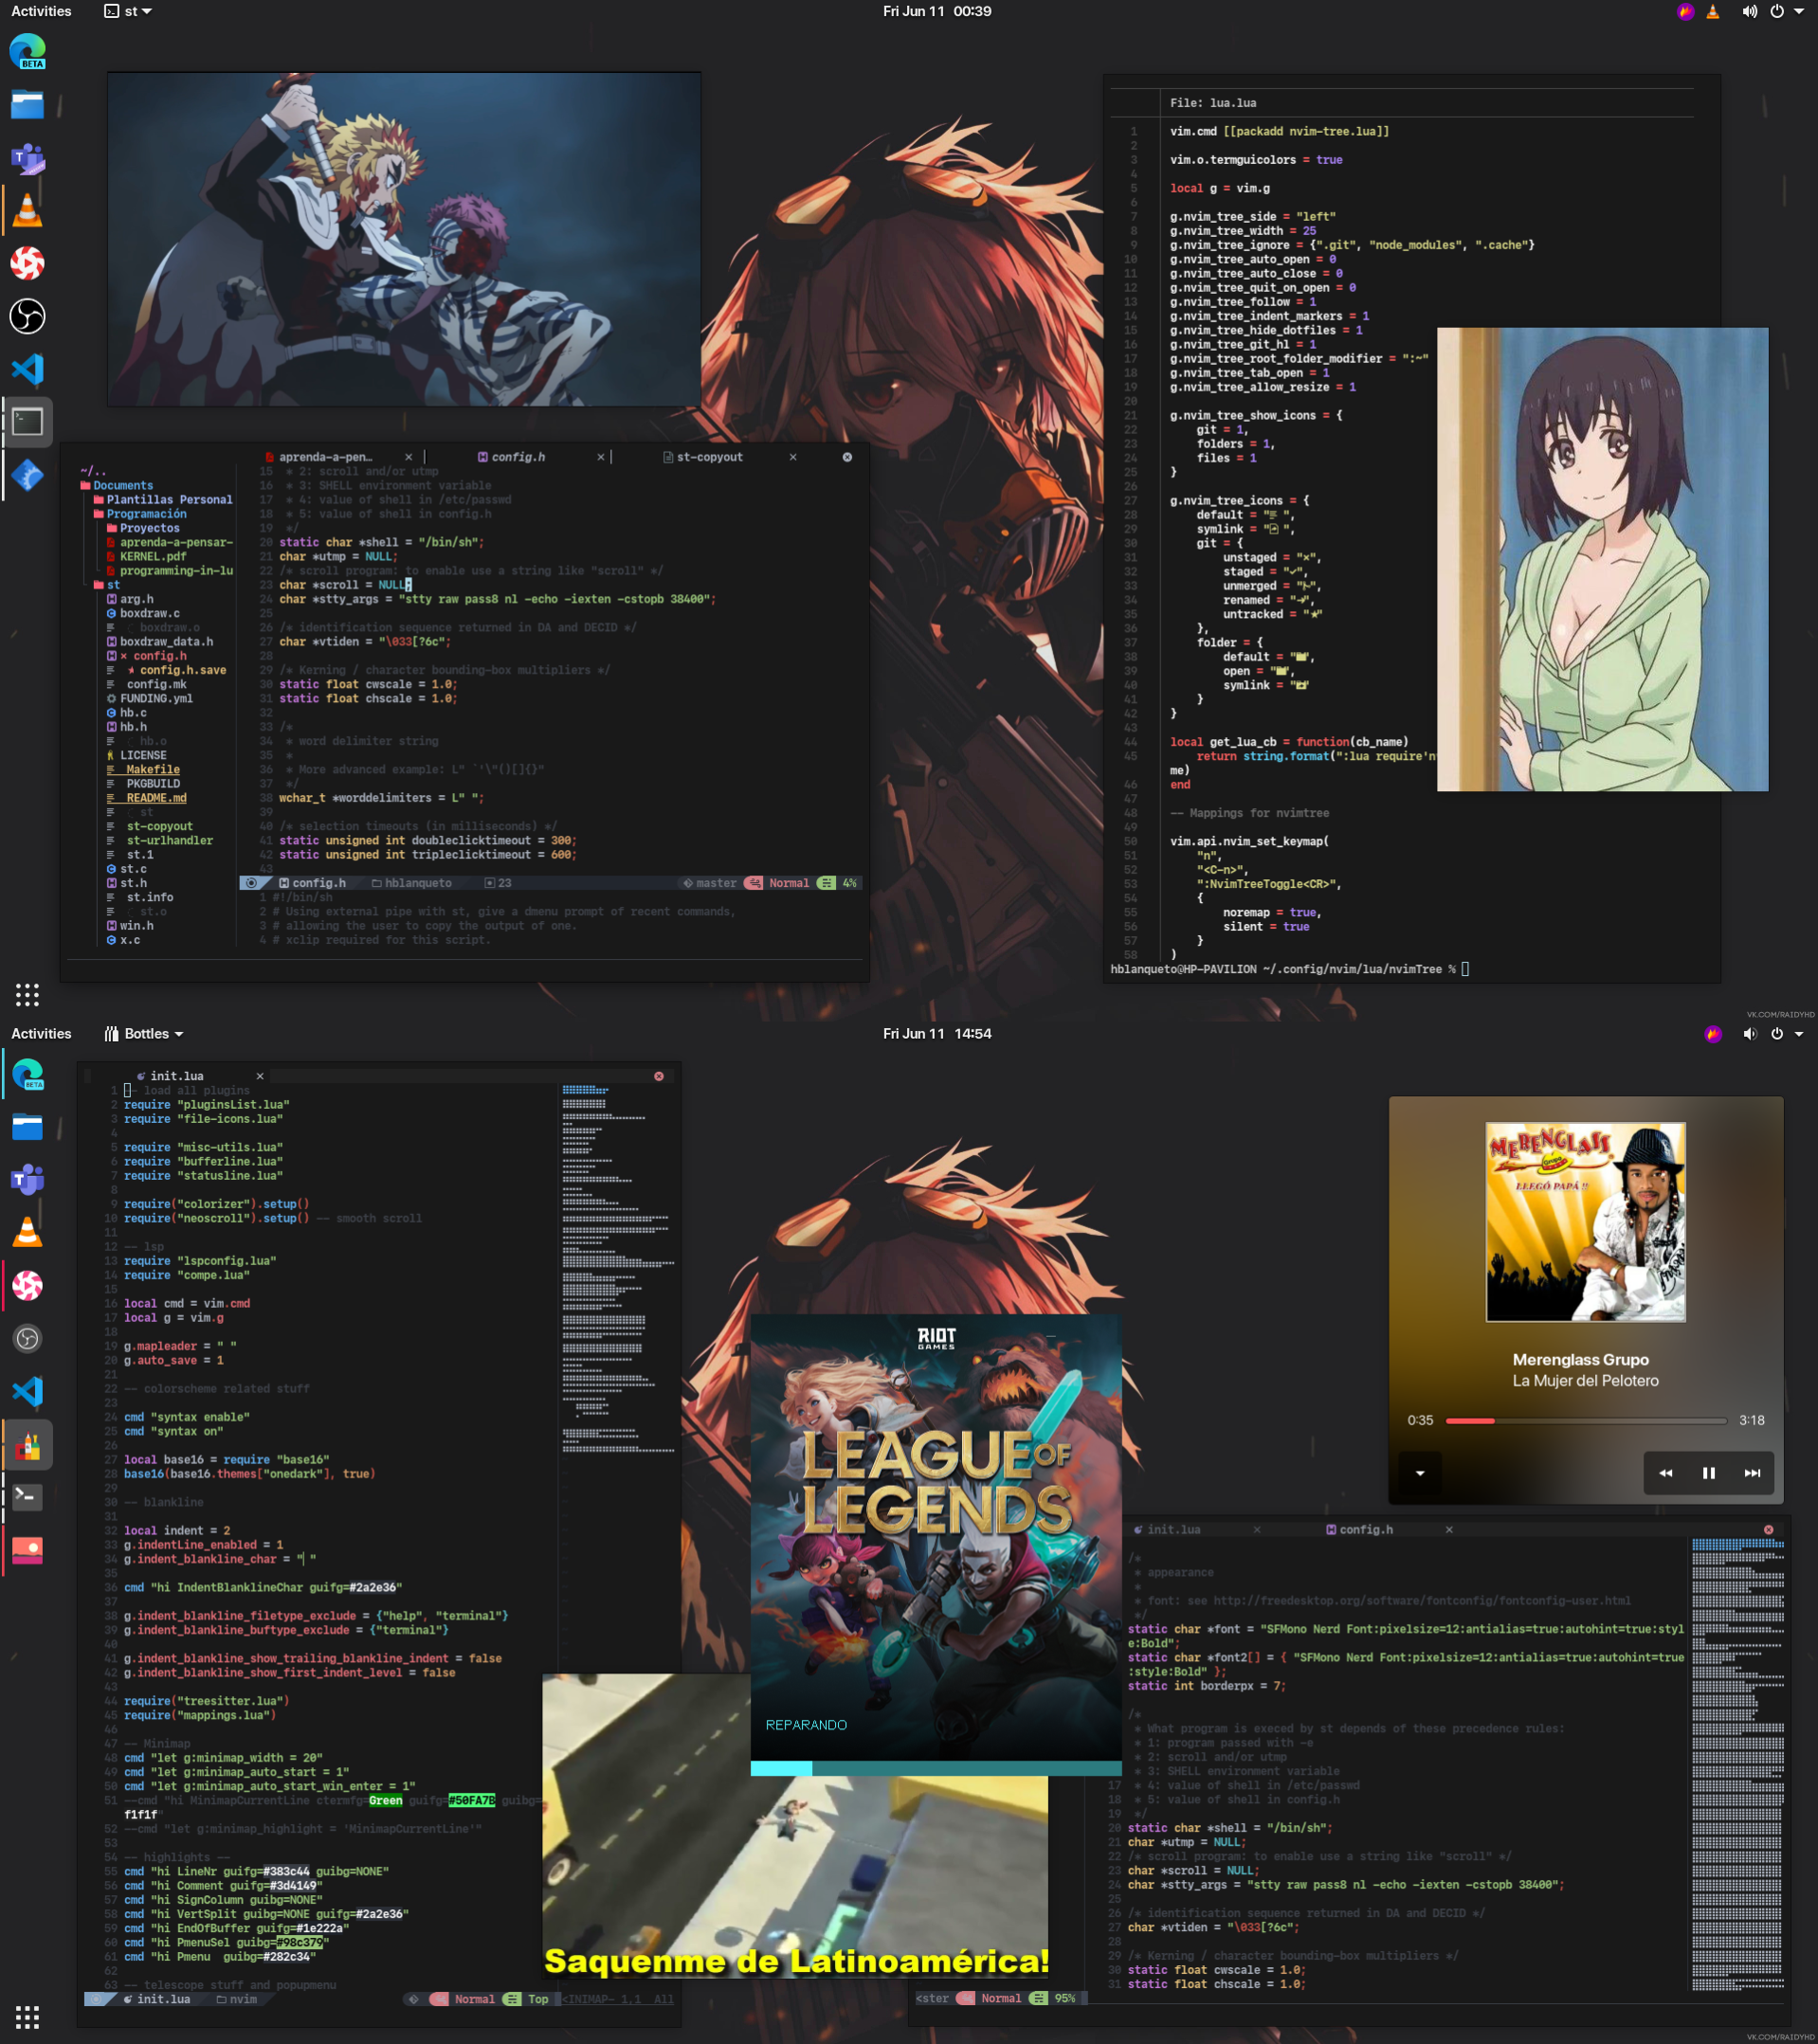 Activities
st
Fri Jun 11 00:39
BETA
File: lua.lua
1 vim.cmd [[packadd nvim-tree.lua]]
2
3 vim.o.termguicolors = true
4
5 local g = vim.g
6
7 g.nvim_tree_side = "left"
8 g.nvim_tree_width = 25
9 g.nvim_tree_ignore = {".git", "node_modules", ".cache"}
10 g.nvim_tree_auto_open = 0
11 g.nvim_tree_auto_close = 0
12 g.nvim_tree_quit_on_open = 0
13 g.nvim_tree_follow = 1
14 g.nvim_tree_indent_markers = 1
15 g.nvim_tree_hide_dotfiles = 1
16 g.nvim_tree_git_hl = 1
17 g.nvim_tree_root_folder_modifier = ":~"
18 g.nvim_tree_tab_open = 1
19 g.nvim_tree_allow_resize = 1
20
21 g.nvim_tree_show_icons = {
22 git = 1,
23 folders = 1,
24 files = 1
25 }
26
27 g.nvim_tree_icons = {
28 default = " ",
29 symlink = " ",
30 git = {
31 unstaged = "✗",
32 staged = "✓",
33 unmerged = "",
34 renamed = "➜",
35 untracked = "★"
36 },
37 folder = {
38 default = "",
39 open = "",
40 symlink = ""
41 }
42 }
43
44 local get_lua_cb = function(cb_name)
45 return string.format(":lua require'n
me)
46 end
47
48 -- Mappings for nvimtree
49
50 vim.api.nvim_set_keymap(
51 "n",
52 "<C-n>",
53 ":NvimTreeToggle<CR>",
54 {
55 noremap = true,
56 silent = true
57 }
58 )
hblanqueto@HP-PAVILION ~/.config/nvim/lua/nvimTree %
aprenda-a-pen… × config.h × st-copyout ×
~/..
Documents
Plantillas Personal
Programación
Proyectos
aprenda-a-pensar-
KERNEL.pdf
programming-in-lu
st
arg.h
boxdraw.c
boxdraw.o
boxdraw_data.h
× config.h
★ config.h.save
config.mk
FUNDING.yml
hb.c
hb.h
hb.o
LICENSE
Makefile
PKGBUILD
README.md
st
st-copyout
st-urlhandler
st.1
st.c
st.h
st.info
st.o
win.h
x.c
15 * 2: scroll and/or utmp
16 * 3: SHELL environment variable
17 * 4: value of shell in /etc/passwd
18 * 5: value of shell in config.h
19 */
20 static char *shell = "/bin/sh";
21 char *utmp = NULL;
22 /* scroll program: to enable use a string like "scroll" */
23 char *scroll = NULL;
24 char *stty_args = "stty raw pass8 nl -echo -iexten -cstopb 38400";
25
26 /* identification sequence returned in DA and DECID */
27 char *vtiden = "\033[?6c";
28
29 /* Kerning / character bounding-box multipliers */
30 static float cwscale = 1.0;
31 static float chscale = 1.0;
32
33 /*
34 * word delimiter string
35 *
36 * More advanced example: L" `'\"()[]{}"
37 */
38 wchar_t *worddelimiters = L" ";
39
40 /* selection timeouts (in milliseconds) */
41 static unsigned int doubleclicktimeout = 300;
42 static unsigned int tripleclicktimeout = 600;
43
config.h hblanqueto 23 master Normal 4%
1 #!/bin/sh
2 # Using external pipe with st, give a dmenu prompt of recent commands,
3 # allowing the user to copy the output of one.
4 # xclip required for this script.
VK.COM/RAIDYHD
Activities
Bottles
Fri Jun 11 14:54
BETA
init.lua ×
1 -- load all plugins
2 require "pluginsList.lua"
3 require "file-icons.lua"
4
5 require "misc-utils.lua"
6 require "bufferline.lua"
7 require "statusline.lua"
8
9 require("colorizer").setup()
10 require("neoscroll").setup() -- smooth scroll
11
12 -- lsp
13 require "lspconfig.lua"
14 require "compe.lua"
15
16 local cmd = vim.cmd
17 local g = vim.g
18
19 g.mapleader = " "
20 g.auto_save = 1
21
22 -- colorscheme related stuff
23
24 cmd "syntax enable"
25 cmd "syntax on"
26
27 local base16 = require "base16"
28 base16(base16.themes["onedark"], true)
29
30 -- blankline
31
32 local indent = 2
33 g.indentLine_enabled = 1
34 g.indent_blankline_char = "▏"
35
36 cmd "hi IndentBlanklineChar guifg=#2a2e36"
37
38 g.indent_blankline_filetype_exclude = {"help", "terminal"}
39 g.indent_blankline_buftype_exclude = {"terminal"}
40
41 g.indent_blankline_show_trailing_blankline_indent = false
42 g.indent_blankline_show_first_indent_level = false
43
44 require("treesitter.lua")
45 require("mappings.lua")
46
47 -- Minimap
48 cmd "let g:minimap_width = 20"
49 cmd "let g:minimap_auto_start = 1"
50 cmd "let g:minimap_auto_start_win_enter = 1"
51 --cmd "hi MinimapCurrentLine ctermfg=Green guifg=#50FA7B guibg=
f1f1f"
52 --cmd "let g:minimap_highlight = 'MinimapCurrentLine'"
53
54 -- highlights --
55 cmd "hi LineNr guifg=#383c44 guibg=NONE"
56 cmd "hi Comment guifg=#3d4149"
57 cmd "hi SignColumn guibg=NONE"
58 cmd "hi VertSplit guibg=NONE guifg=#2a2e36"
59 cmd "hi EndOfBuffer guifg=#1e222a"
60 cmd "hi PmenuSel guibg=#98c379"
61 cmd "hi Pmenu guibg=#282c34"
62
63 -- telescope stuff and popupmenu
init.lua nvim Normal Top <INIMAP- 1,1 All
MERENGLASS
Grupo
LLEGÓ PAPÁ !!
Merenglass Grupo
La Mujer del Pelotero
0:35 3:18
RIOT
GAMES
LEAGUE OF
LEGENDS
REPARANDO
Saquenme de Latinoamérica!
init.lua × config.h ×
/*
* appearance
*
* font: see http://freedesktop.org/software/fontconfig/fontconfig-user.html
*/
static char *font = "SFMono Nerd Font:pixelsize=12:antialias=true:autohint=true:styl
e:Bold";
static char *font2[] = { "SFMono Nerd Font:pixelsize=12:antialias=true:autohint=true
:style:Bold" };
static int borderpx = 7;
/*
* What program is execed by st depends of these precedence rules:
* 1: program passed with -e
* 2: scroll and/or utmp
* 3: SHELL environment variable
17 * 4: value of shell in /etc/passwd
18 * 5: value of shell in config.h
19 */
20 static char *shell = "/bin/sh";
21 char *utmp = NULL;
22 /* scroll program: to enable use a string like "scroll" */
23 char *scroll = NULL;
24 char *stty_args = "stty raw pass8 nl -echo -iexten -cstopb 38400";
25
26 /* identification sequence returned in DA and DECID */
27 char *vtiden = "\033[?6c";
28
29 /* Kerning / character bounding-box multipliers */
30 static float cwscale = 1.0;
31 static float chscale = 1.0;
<ster Normal 95%
VK.COM/RAIDYHD